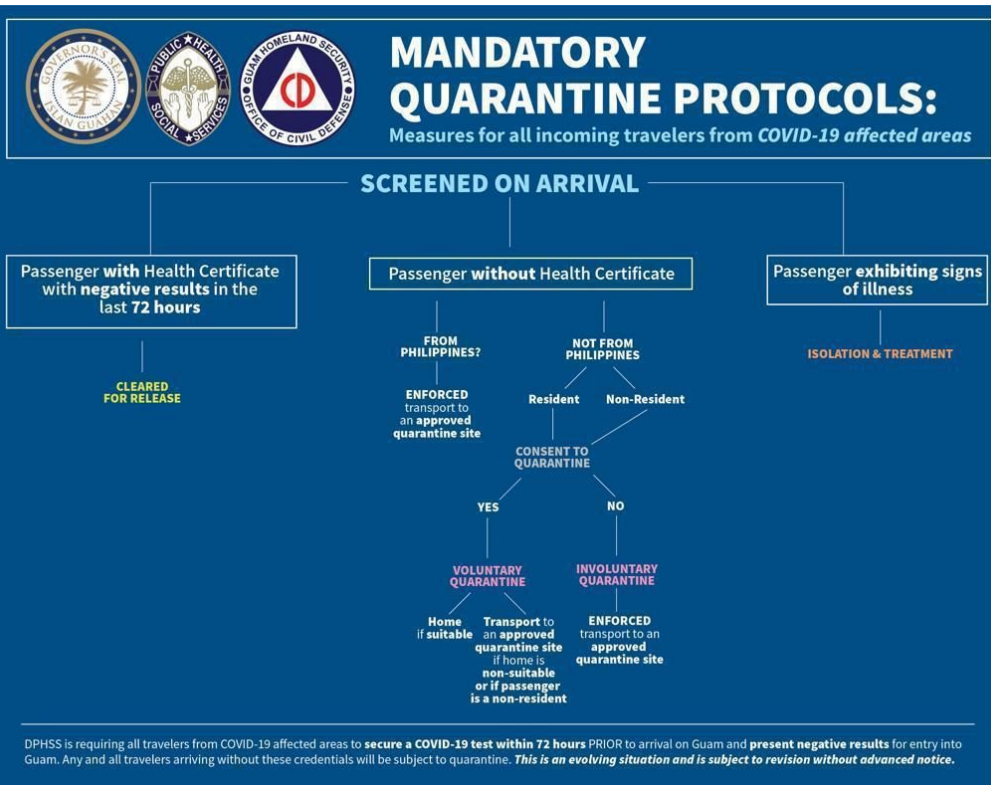 GOVERNOR'S SEAL
ISLAN GUAHAN
PUBLIC HEALTH
SOCIAL SERVICES
GUAM HOMELAND SECURITY
OFFICE OF CIVIL DEFENSE
CD
MANDATORY
QUARANTINE PROTOCOLS:
Measures for all incoming travelers from COVID-19 affected areas
SCREENED ON ARRIVAL
Passenger with Health Certificate
with negative results in the
last 72 hours
CLEARED
FOR RELEASE
Passenger without Health Certificate
FROM
PHILIPPINES?
ENFORCED
transport to
an approved
quarantine site
NOT FROM
PHILIPPINES
Resident
Non-Resident
CONSENT TO
QUARANTINE
YES
NO
VOLUNTARY
QUARANTINE
Home
if suitable
Transport to
an approved
quarantine site
if home is
non-suitable
or if passenger
is a non-resident
INVOLUNTARY
QUARANTINE
ENFORCED
transport to an
approved
quarantine site
Passenger exhibiting signs
of illness
ISOLATION & TREATMENT
DPHSS is requiring all travelers from COVID-19 affected areas to secure a COVID-19 test within 72 hours PRIOR to arrival on Guam and present negative results for entry into
Guam. Any and all travelers arriving without these credentials will be subject to quarantine. This is an evolving situation and is subject to revision without advanced notice.